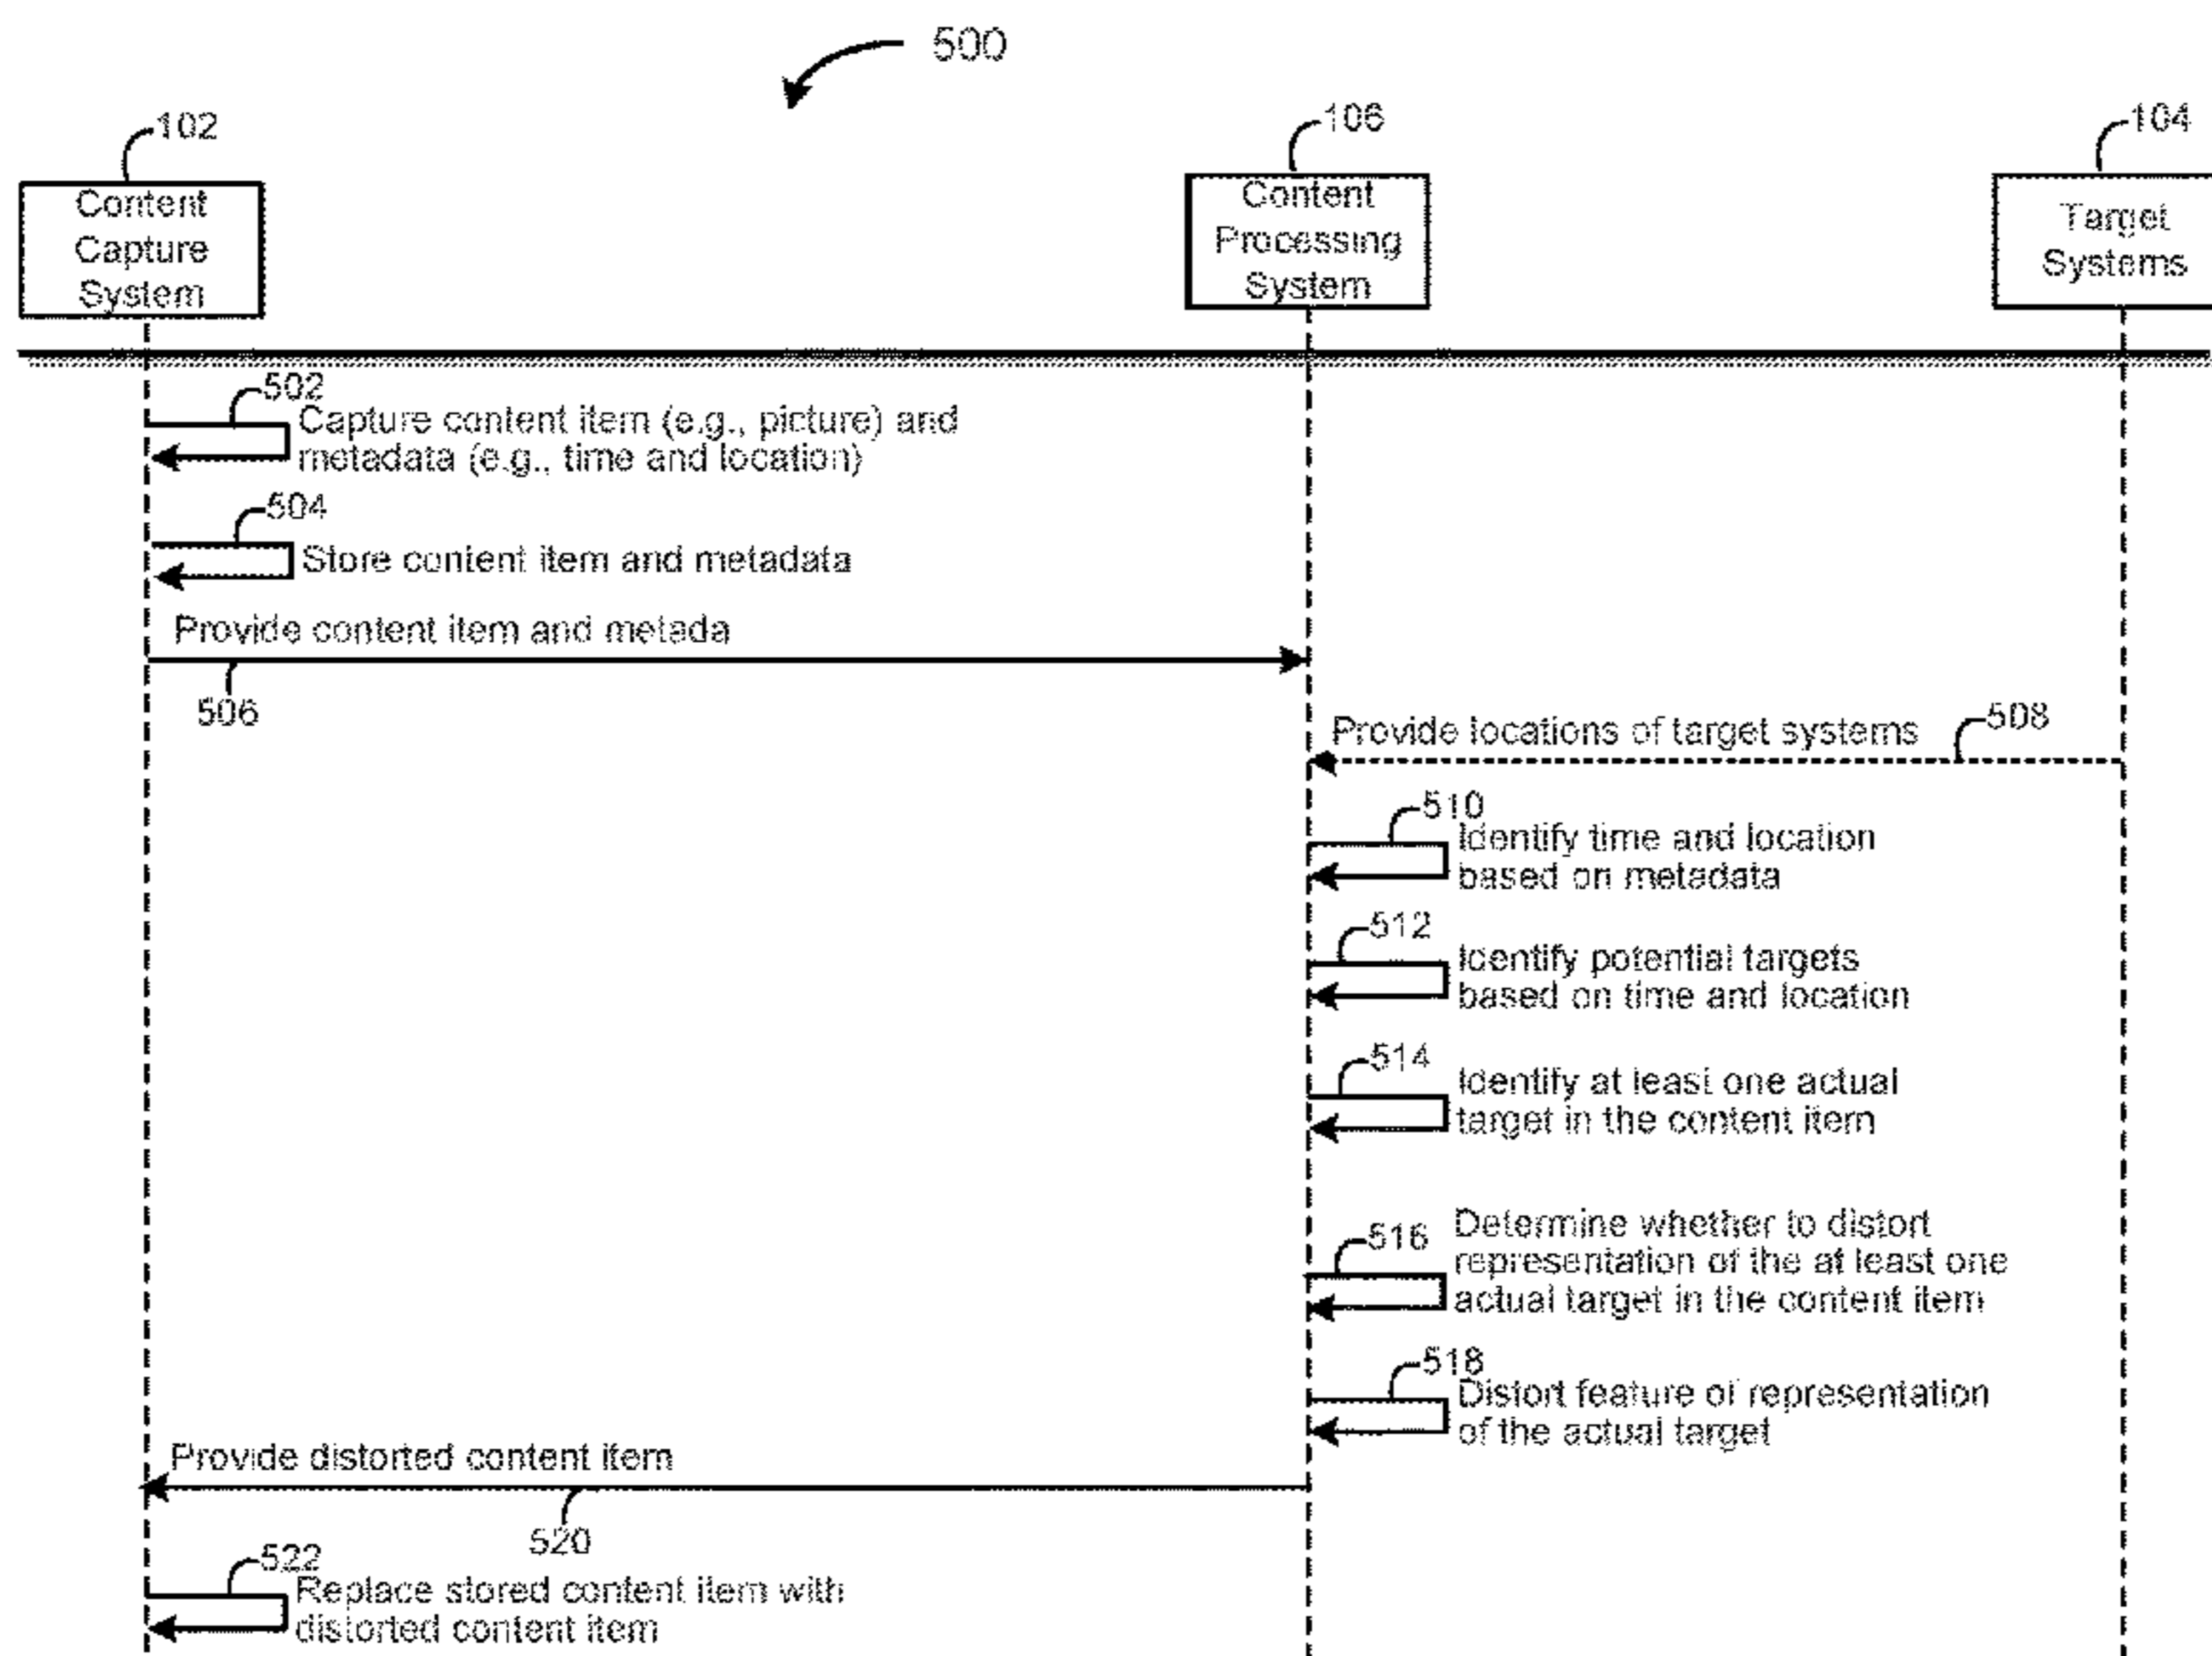 500
102
106
104
Content
Capture
System
Content
Processing
System
Target
Systems
502
Capture content item (e.g., picture) and
metadata (e.g., time and location)
504
Store content item and metadata
Provide content item and metada
506
Provide locations of target systems
508
510
Identify time and location
based on metadata
512
Identify potential targets
based on time and location
514
Identify at least one actual
target in the content item
516
Determine whether to distort
representation of the at least one
actual target in the content item
518
Distort feature of representation
of the actual target
Provide distorted content item
520
522
Replace stored content item with
distorted content item